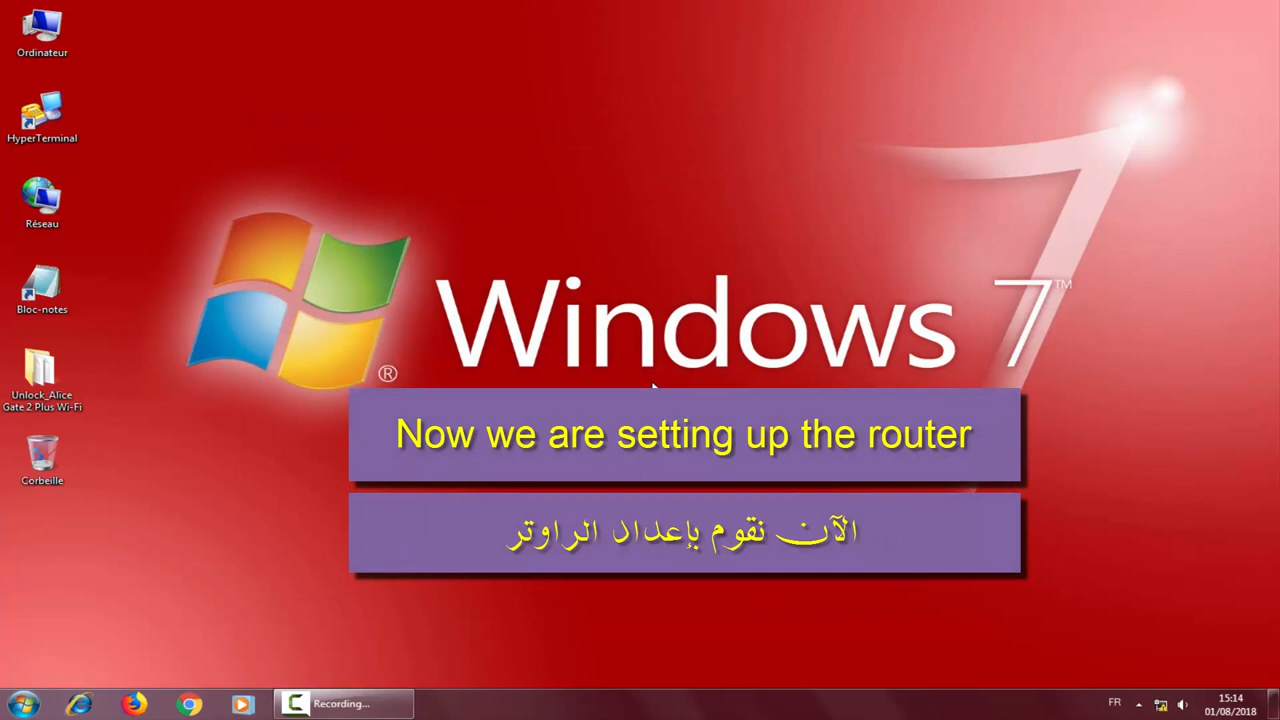 Ordinateur
HyperTerminal
Réseau
Bloc-notes
Unlock_Alice
Gate 2 Plus Wi-Fi
Corbeille
Windows 7™
®
Now we are setting up the router
الآن نقوم بإعداد الراوتر
Recording...
FR
15:14
01/08/2018